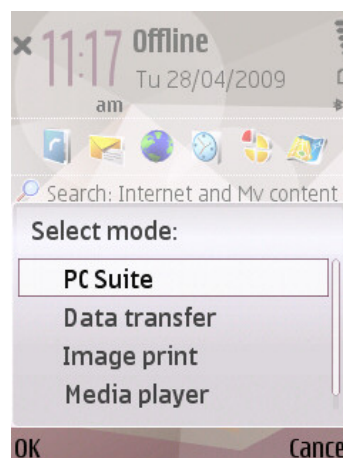 11:17 Offline
Tu 28/04/2009
am
Search: Internet and My content
Select mode:
PC Suite
Data transfer
Image print
Media player
OK Cance